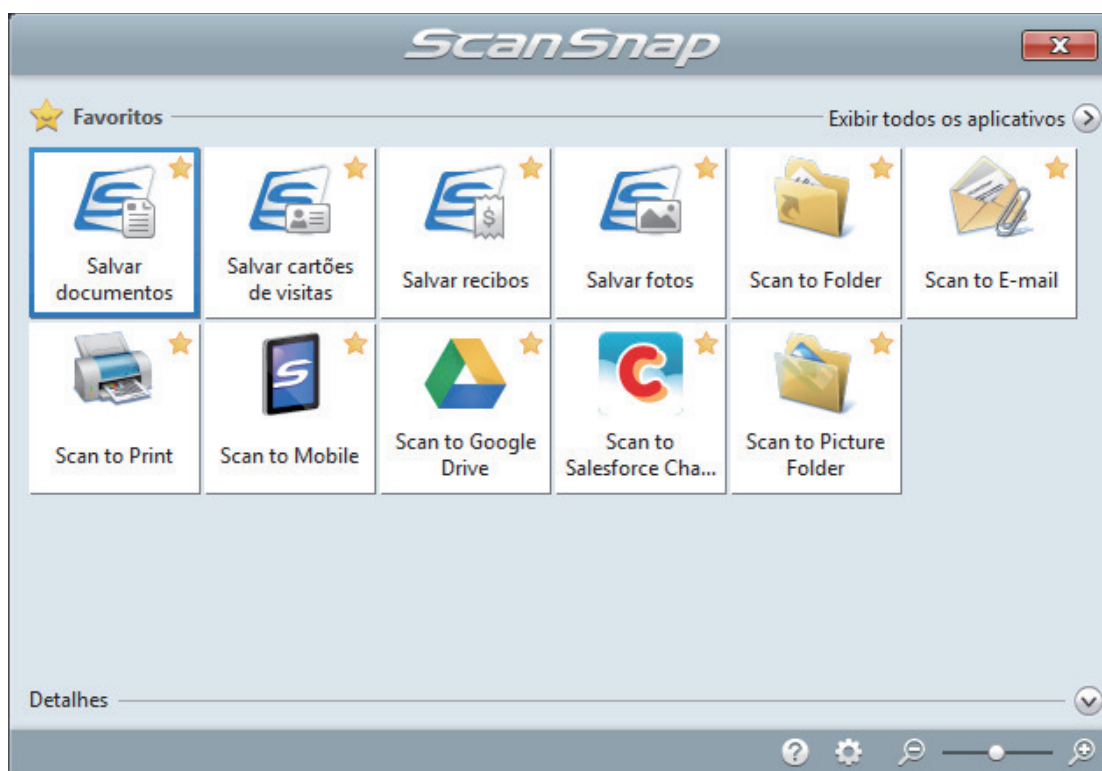 ScanSnap
Favoritos
Exibir todos os aplicativos
Salvar
documentos
Salvar cartões
de visitas
Salvar recibos
Salvar fotos
Scan to Folder
Scan to E-mail
Scan to Print
Scan to Mobile
Scan to Google
Drive
Scan to
Salesforce Cha...
Scan to Picture
Folder
Detalhes